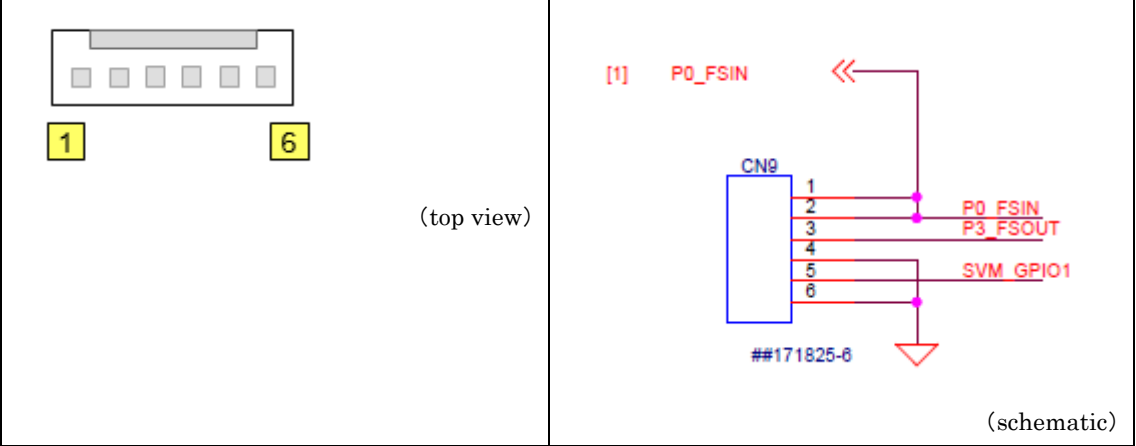 1
6
(top view)
[1] P0_FSIN
CN9
1
2
P0_FSIN
3
P3_FSOUT
4
5
SVM_GPIO1
6
##171825-6
(schematic)